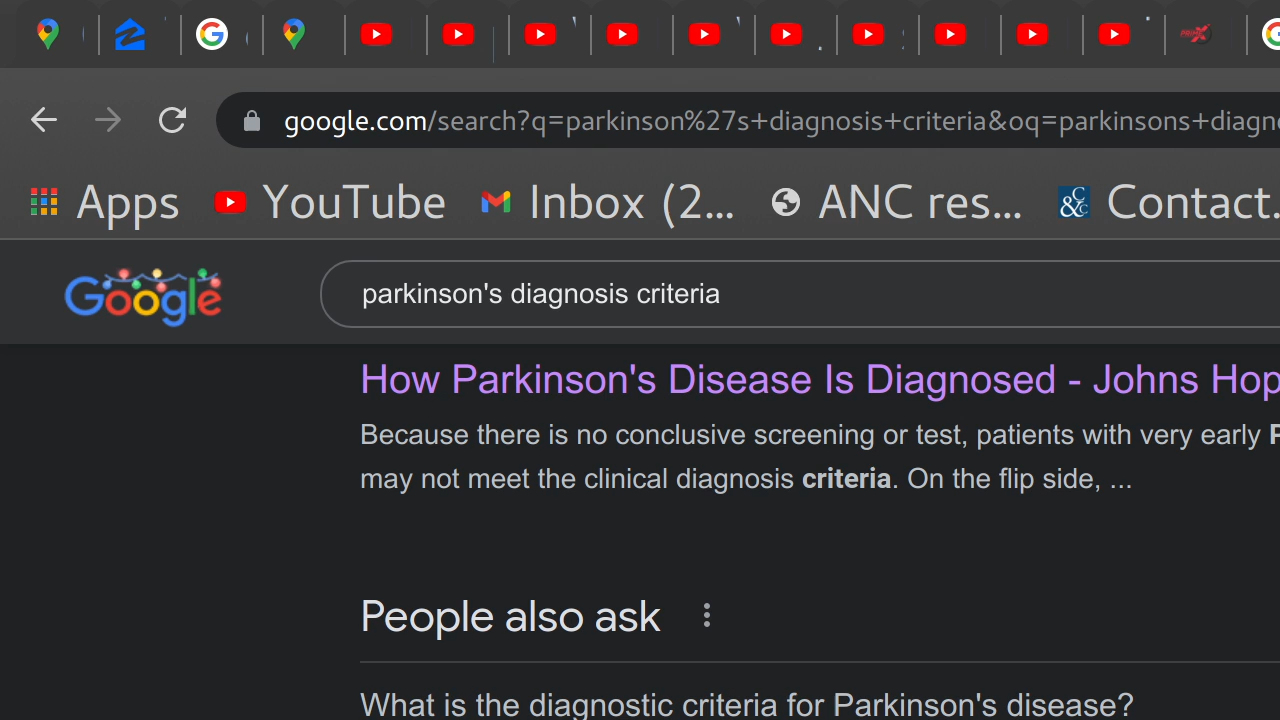 google.com/search?q=parkinson%27s+diagnosis+criteria&oq=parkinsons+diagn
Apps YouTube Inbox (2... ANC res... Contact.
Google parkinson's diagnosis criteria
How Parkinson's Disease Is Diagnosed - Johns Hop
Because there is no conclusive screening or test, patients with very early
may not meet the clinical diagnosis criteria. On the flip side, ...
People also ask
What is the diagnostic criteria for Parkinson's disease?